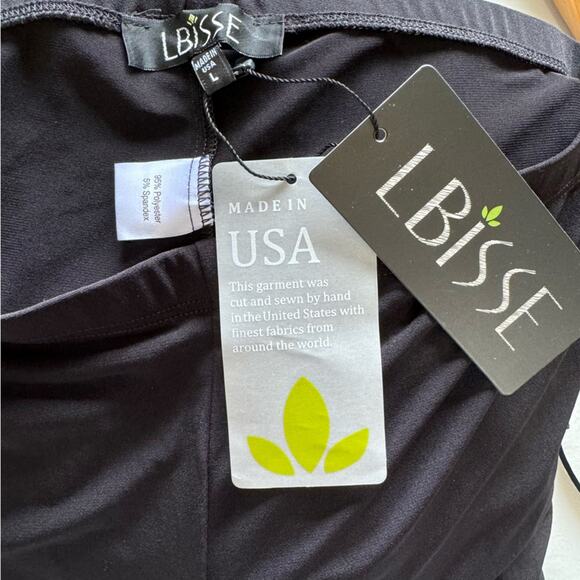 LBISSE
MADE IN
USA
L
95% Polyester
5% Spandex
MADE IN
USA
This garment was
cut and sewn by hand
in the United States with
finest fabrics from
around the world.
LBISSE